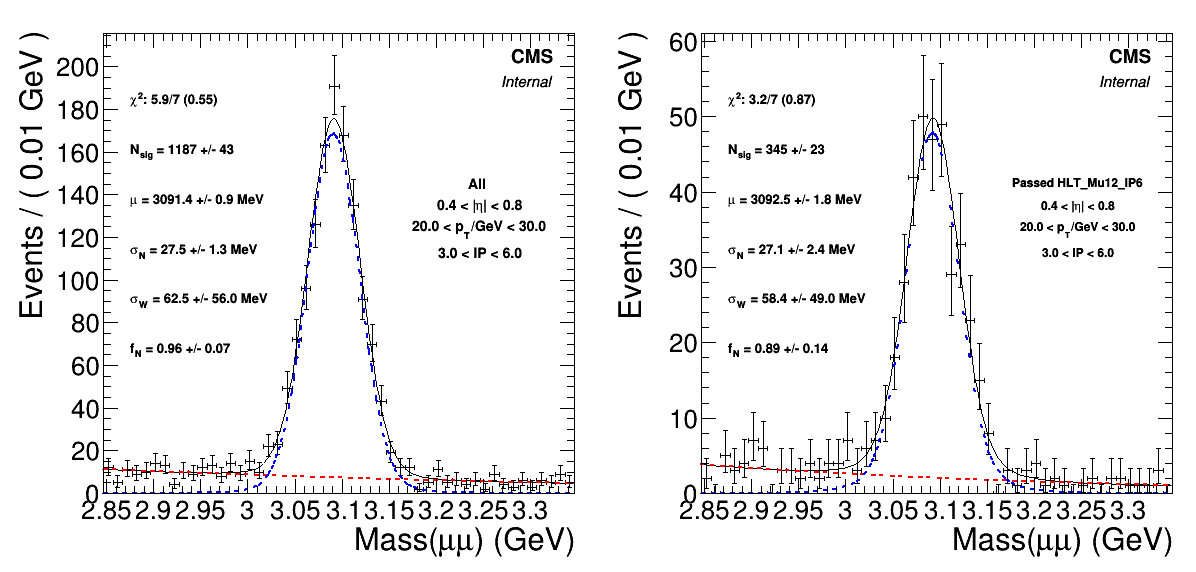 Events / ( 0.01 GeV )
200
180
160
140
120
100
80
60
40
20
0
CMS
Internal
χ²: 5.9/7 (0.55)
N_sig = 1187 +/- 43
μ = 3091.4 +/- 0.9 MeV
σ_N = 27.5 +/- 1.3 MeV
σ_W = 62.5 +/- 56.0 MeV
f_N = 0.96 +/- 0.07
All
0.4 < |η| < 0.8
20.0 < p_T/GeV < 30.0
3.0 < IP < 6.0
2.85 2.9 2.95 3 3.05 3.1 3.15 3.2 3.25 3.3
Mass(μμ) (GeV)
Events / ( 0.01 GeV )
60
50
40
30
20
10
0
CMS
Internal
χ²: 3.2/7 (0.87)
N_sig = 345 +/- 23
μ = 3092.5 +/- 1.8 MeV
σ_N = 27.1 +/- 2.4 MeV
σ_W = 58.4 +/- 49.0 MeV
f_N = 0.89 +/- 0.14
Passed HLT_Mu12_IP6
0.4 < |η| < 0.8
20.0 < p_T/GeV < 30.0
3.0 < IP < 6.0
2.85 2.9 2.95 3 3.05 3.1 3.15 3.2 3.25 3.3
Mass(μμ) (GeV)